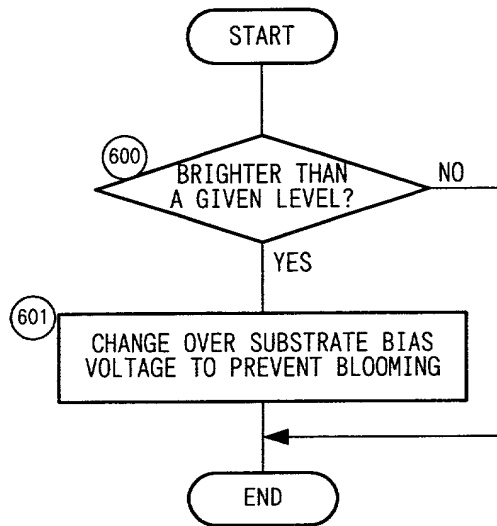 START
600
BRIGHTER THAN
A GIVEN LEVEL?
NO
YES
601
CHANGE OVER SUBSTRATE BIAS
VOLTAGE TO PREVENT BLOOMING
END